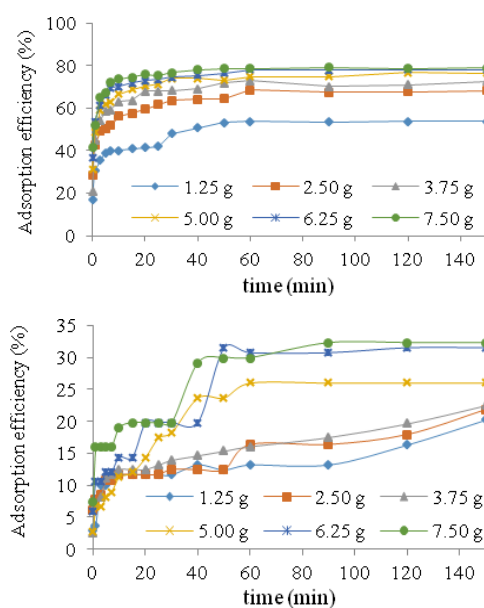 Adsorption efficiency (%)
100
80
60
40
20
0
1.25 g 2.50 g 3.75 g
5.00 g 6.25 g 7.50 g
0 20 40 60 80 100 120 140
time (min)
Adsorption efficiency (%)
35
30
25
20
15
10
5
0
1.25 g 2.50 g 3.75 g
5.00 g 6.25 g 7.50 g
0 20 40 60 80 100 120 140
time (min)